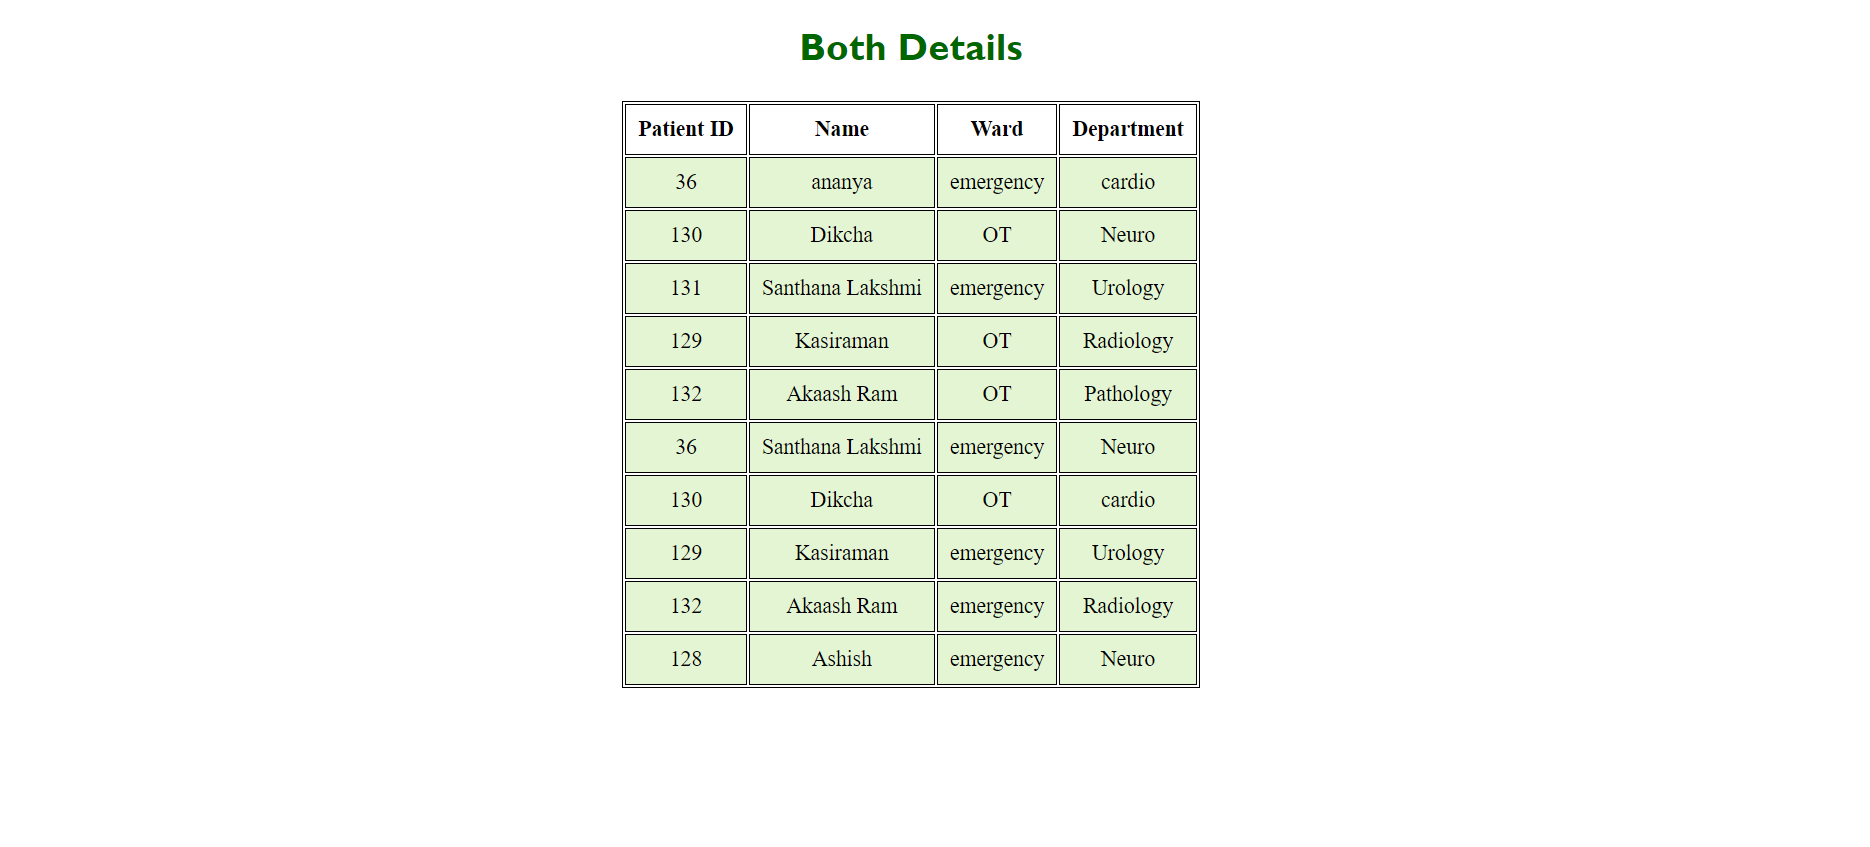 Both Details
Patient ID Name Ward Department
36 ananya emergency cardio
130 Dikcha OT Neuro
131 Santhana Lakshmi emergency Urology
129 Kasiraman OT Radiology
132 Akaash Ram OT Pathology
36 Santhana Lakshmi emergency Neuro
130 Dikcha OT cardio
129 Kasiraman emergency Urology
132 Akaash Ram emergency Radiology
128 Ashish emergency Neuro